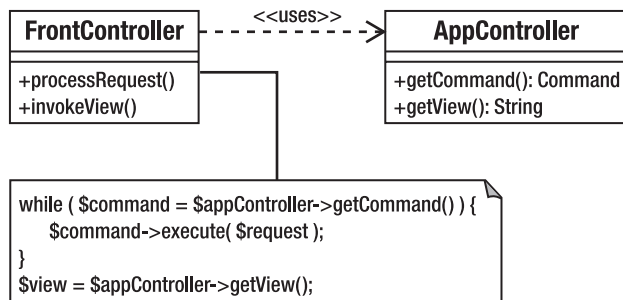 FrontController
<<uses>>
AppController
+processRequest()
+invokeView()
+getCommand(): Command
+getView(): String
while ( $command = $appController->getCommand() ) {
$command->execute( $request );
}
$view = $appController->getView();